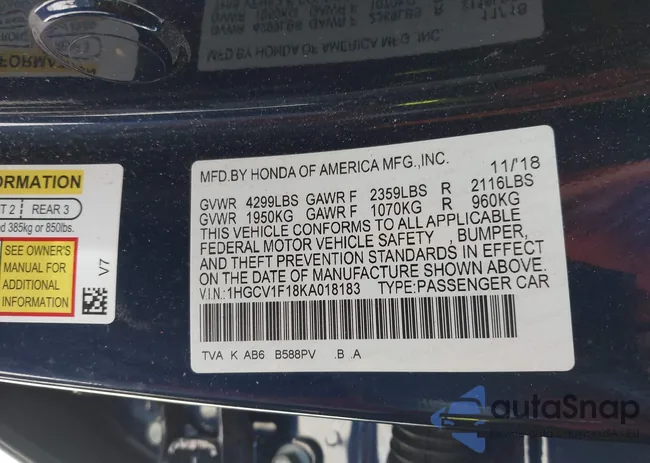 MFD.BY HONDA OF AMERICA MFG.,INC. 11/'18
GVWR 4299LBS GAWR F 2359LBS R 2116LBS
GVWR 1950KG GAWR F 1070KG R 960KG
THIS VEHICLE CONFORMS TO ALL APPLICABLE
FEDERAL MOTOR VEHICLE SAFETY , BUMPER,
AND THEFT PREVENTION STANDARDS IN EFFECT
ON THE DATE OF MANUFACTURE SHOWN ABOVE.
V.I.N.: 1HGCV1F18KA018183 TYPE:PASSENGER CAR
TVA K AB6 B588PV .B .A
ORMATION
T 2 REAR 3
d 385kg or 850lbs.
SEE OWNER'S
MANUAL FOR
ADDITIONAL
INFORMATION
V7
autoSnap